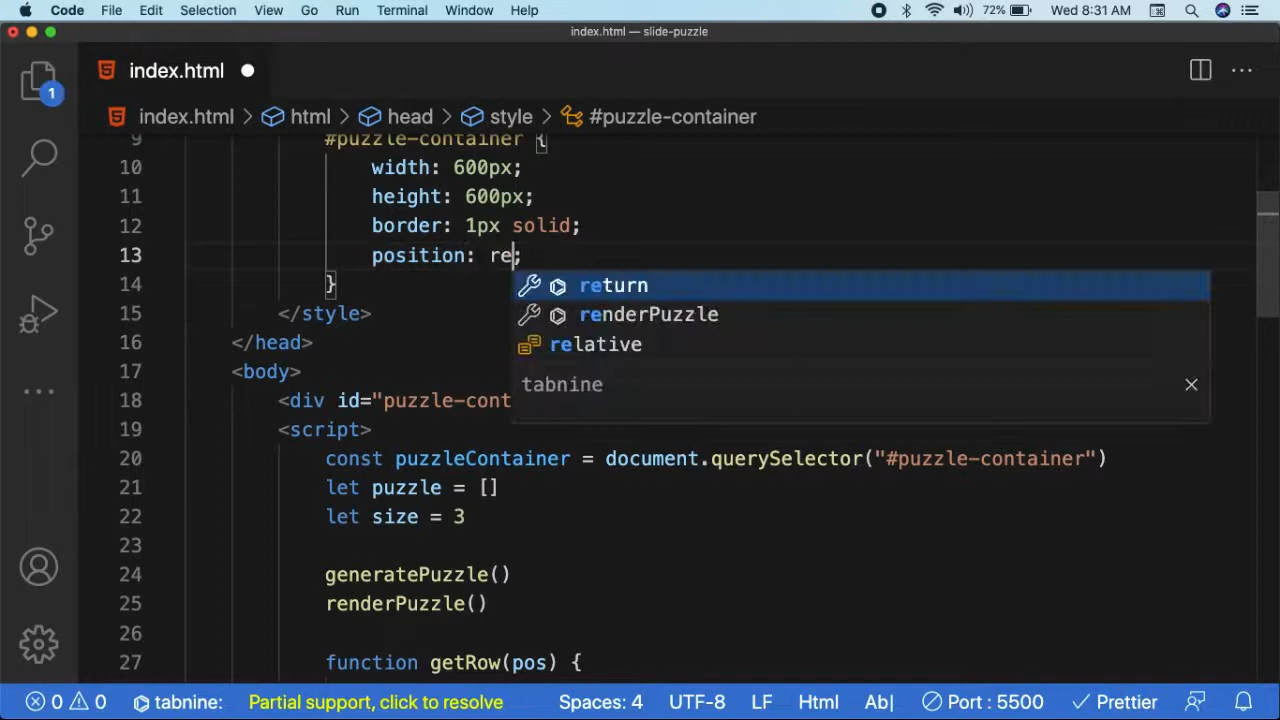 Code File Edit Selection View Go Run Terminal Window Help 72% Wed 8:31 AM
index.html — slide-puzzle
index.html
index.html > html > head > style > #puzzle-container
1
9 #puzzle-container {
10 width: 600px;
11 height: 600px;
12 border: 1px solid;
13 position: re;
14 }
return
15 </style>
renderPuzzle
16 </head>
relative
17 <body>
tabnine
18 <div id="puzzle-cont
19 <script>
20 const puzzleContainer = document.querySelector("#puzzle-container")
21 let puzzle = []
22 let size = 3
23
24 generatePuzzle()
25 renderPuzzle()
26
27 function getRow(pos) {
0 0 tabnine: Partial support, click to resolve Spaces: 4 UTF-8 LF Html Ab| Port : 5500 Prettier